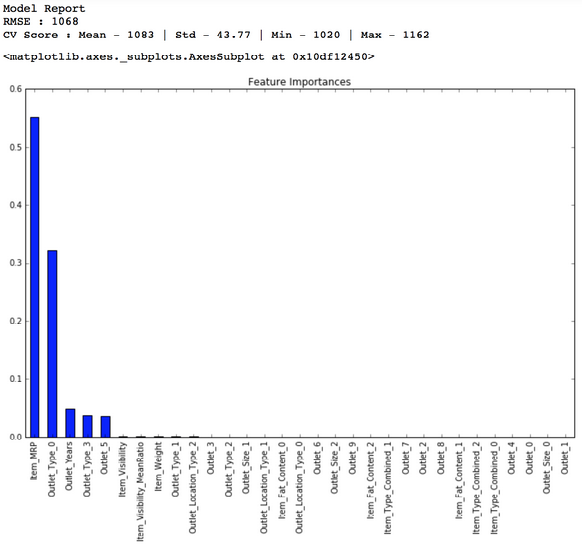 Model Report
RMSE : 1068
CV Score : Mean - 1083 | Std - 43.77 | Min - 1020 | Max - 1162
<matplotlib.axes._subplots.AxesSubplot at 0x10df12450>
Feature Importances
0.6
0.5
0.4
0.3
0.2
0.1
0.0
Item_MRP
Outlet_Type_0
Outlet_Years
Outlet_Type_3
Outlet_5
Item_Visibility
Item_Visibility_MeanRatio
Item_Weight
Outlet_Type_1
Outlet_Location_Type_2
Outlet_3
Outlet_Type_2
Outlet_Size_1
Outlet_Location_Type_1
Item_Fat_Content_0
Outlet_Location_Type_0
Outlet_6
Outlet_Size_2
Outlet_9
Item_Fat_Content_2
Item_Type_Combined_1
Outlet_7
Outlet_2
Outlet_8
Item_Fat_Content_1
Item_Type_Combined_2
Item_Type_Combined_0
Outlet_4
Outlet_0
Outlet_Size_0
Outlet_1